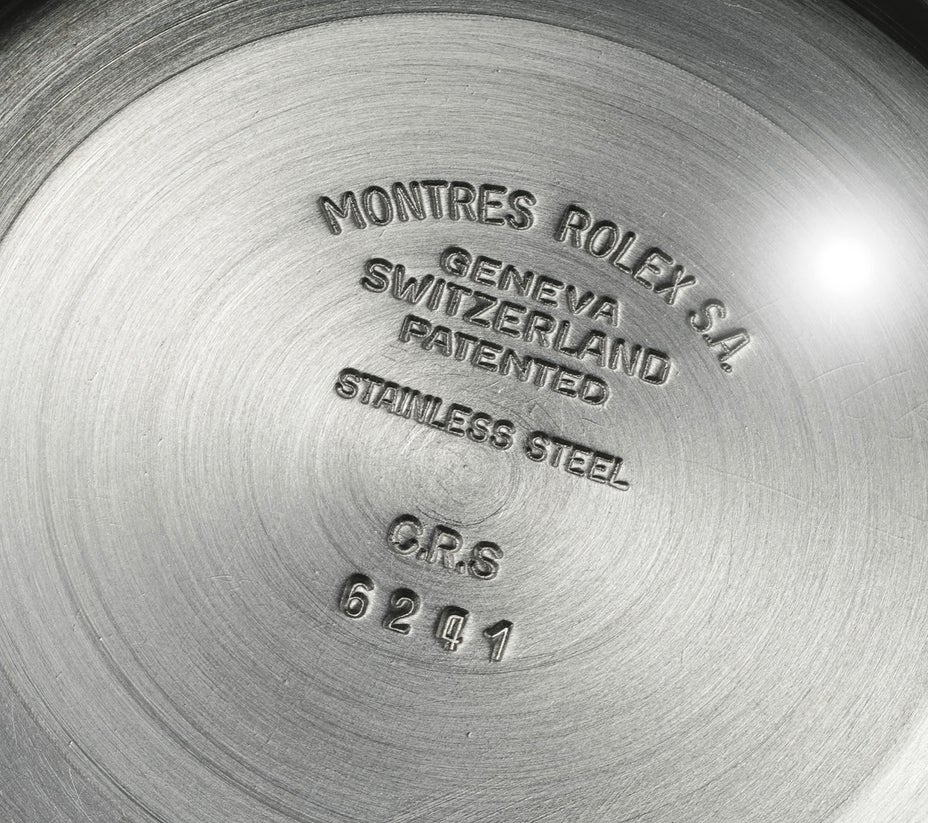 MONTRES ROLEX S.A.
GENEVA
SWITZERLAND
PATENTED
STAINLESS STEEL
C.R.S
6241